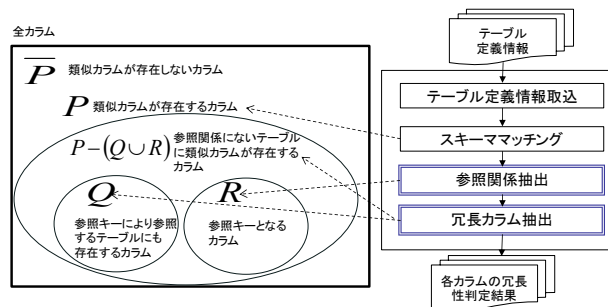 全カラム
P 類似カラムが存在しないカラム
P 類似カラムが存在するカラム
P−(Q∪R) 参照関係にないテーブル
に類似カラムが存在する
カラム
Q
参照キーにより参照
するテーブルにも
存在するカラム
R
参照キーとなる
カラム
テーブル
定義情報
テーブル定義情報取込
スキーママッチング
参照関係抽出
冗長カラム抽出
各カラムの冗長
性判定結果